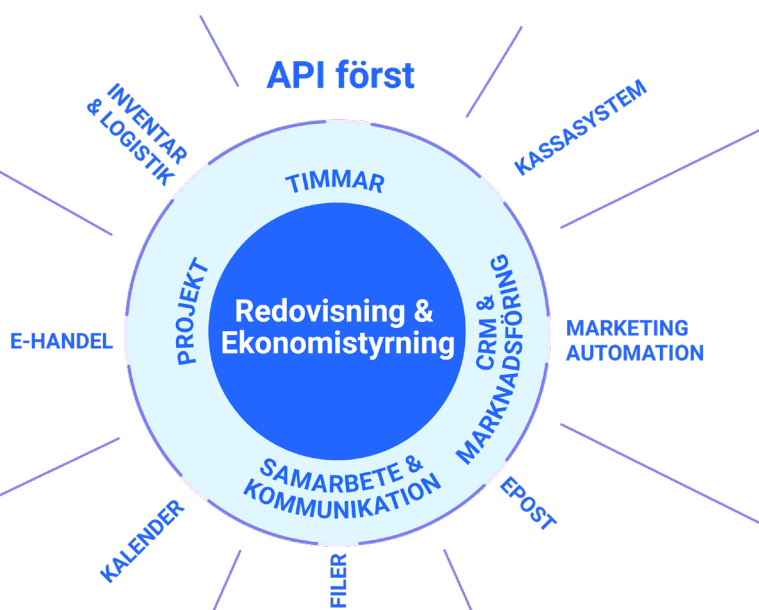 API först
INVENTAR
& LOGISTIK
KASSASYSTEM
TIMMAR
PROJEKT
Redovisning &
Ekonomistyrning
CRM &
MARKNADSFÖRING
E-HANDEL
MARKETING
AUTOMATION
SAMARBETE &
KOMMUNIKATION
KALENDER
FILER
EPOST